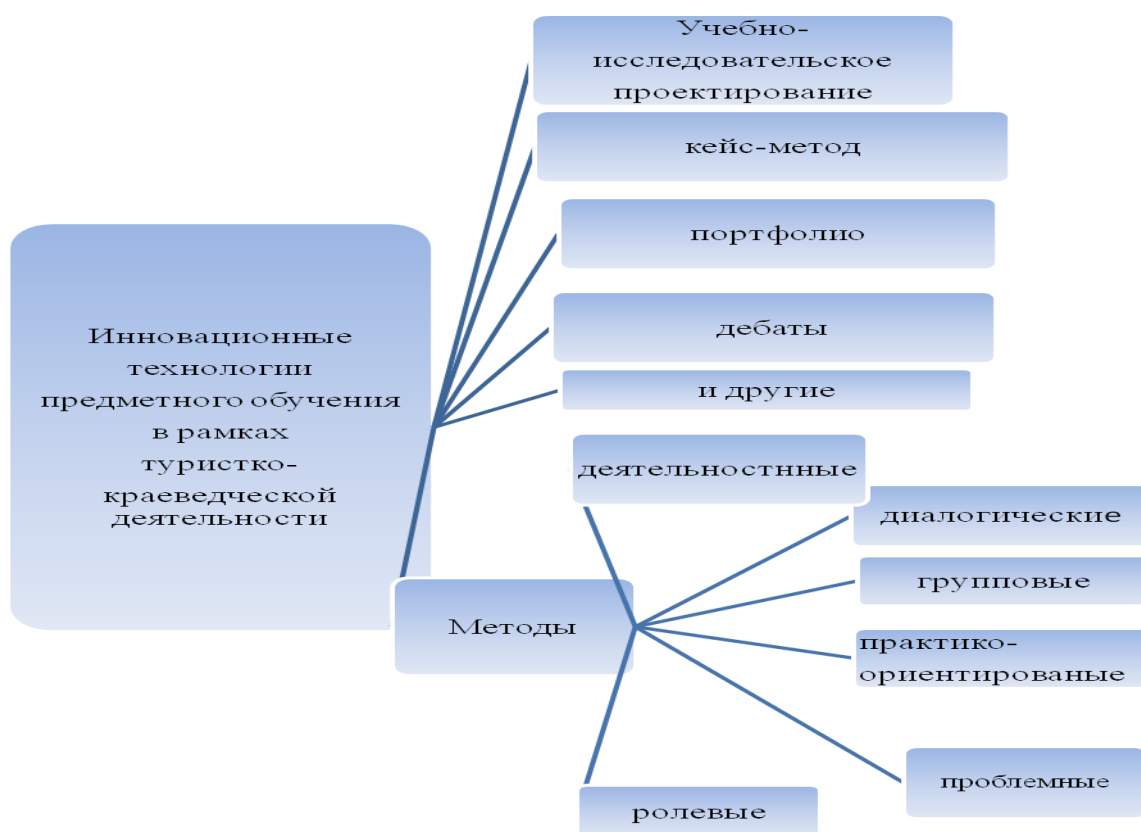 Учебно-
исследовательское
проектирование
кейс-метод
портфолио
дебаты
и другие
Инновационные
технологии
предметного обучения
в рамках
туристко-
краеведческой
деятельности
деятельностнные
диалогические
групповые
Методы
практико-
ориентированые
проблемные
ролевые